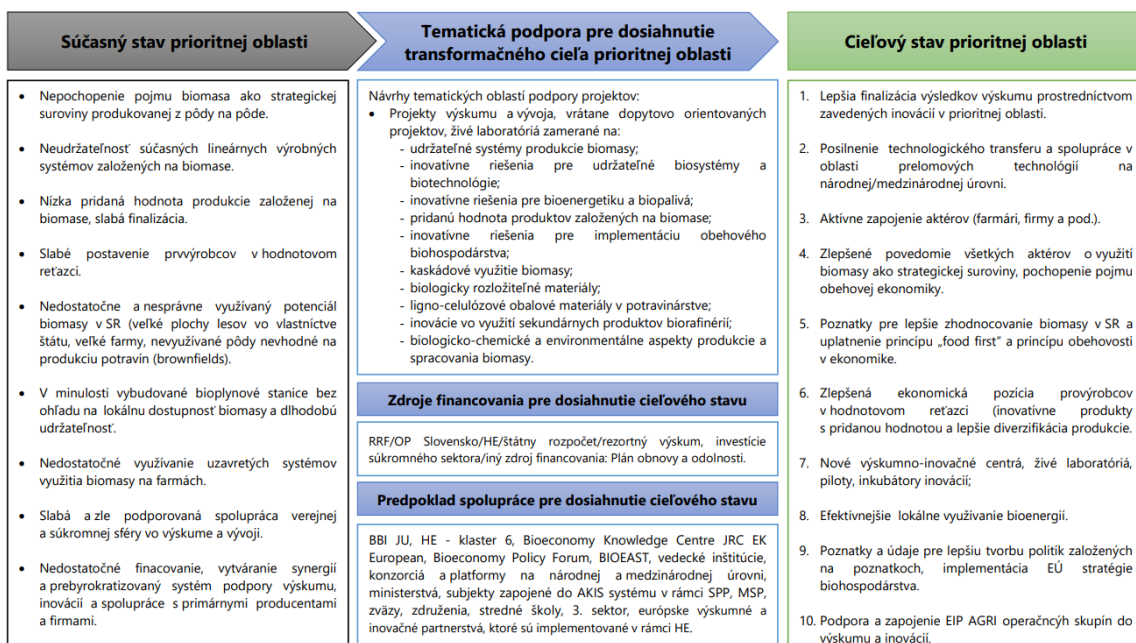 Súčasný stav prioritnej oblasti
• Nepochopenie pojmu biomasa ako strategickej
suroviny produkovanej z pôdy na pôde.
• Neudržateľnosť súčasných lineárnych výrobných
systémov založených na biomase.
• Nízka pridaná hodnota produkcie založenej na
biomase, slabá finalizácia.
• Slabé postavenie prvvýrobcov v hodnotovom
reťazci.
• Nedostatočne a nesprávne využívaný potenciál
biomasy v SR (veľké plochy lesov vo vlastníctve
štátu, veľké farmy, nevyužívané pôdy nevhodné na
produkciu potravín (brownfields).
• V minulosti vybudované bioplynové stanice bez
ohľadu na lokálnu dostupnosť biomasy a dlhodobú
udržateľnosť.
• Nedostatočné využívanie uzavretých systémov
využitia biomasy na farmách.
• Slabá a zle podporovaná spolupráca verejnej
a súkromnej sféry vo výskume a vývoji.
• Nedostatočné financovanie, vytváranie synergií
a prebyrokratizovaný systém podpory výskumu,
inovácií a spolupráce s primárnymi producentami
a firmami.
Tematická podpora pre dosiahnutie
transformačného cieľa prioritnej oblasti
Návrhy tematických oblastí podpory projektov:
• Projekty výskumu a vývoja, vrátane dopytovo orientovaných
projektov, živé laboratóriá zamerané na:
- udržateľné systémy produkcie biomasy;
- inovatívne riešenia pre udržateľné biosystémy a
biotechnológie;
- inovatívne riešenia pre bioenergetiku a biopalivá;
- pridanú hodnotu produktov založených na biomase;
- inovatívne riešenia pre implementáciu obehového
biohospodárstva;
- kaskádové využitie biomasy;
- biologicky rozložiteľné materiály;
- ligno-celulózové obalové materiály v potravinárstve;
- inovácie vo využití sekundárnych produktov biorafinérií;
- biologicko-chemické a environmentálne aspekty produkcie a
spracovania biomasy.
Zdroje financovania pre dosiahnutie cieľového stavu
RRF/OP Slovensko/HE/štátny rozpočet/rezortný výskum, investície
súkromného sektora/iný zdroj financovania: Plán obnovy a odolnosti.
Predpoklad spolupráce pre dosiahnutie cieľového stavu
BBI JU, HE - klaster 6, Bioeconomy Knowledge Centre JRC EK
European, Bioeconomy Policy Forum, BIOEAST, vedecké inštitúcie,
konzorciá a platformy na národnej a medzinárodnej úrovni,
ministerstvá, subjekty zapojené do AKIS systému v rámci SPP, MSP,
zväzy, združenia, stredné školy, 3. sektor, európske výskumné a
inovačné partnerstvá, ktoré sú implementované v rámci HE.
Cieľový stav prioritnej oblasti
1. Lepšia finalizácia výsledkov výskumu prostredníctvom
zavedených inovácií v prioritnej oblasti.
2. Posilnenie technologického transferu a spolupráce v
oblasti prelomových technológií na
národnej/medzinárodnej úrovni.
3. Aktívne zapojenie aktérov (farmári, firmy a pod.).
4. Zlepšené povedomie všetkých aktérov o využití
biomasy ako strategickej suroviny, pochopenie pojmu
obehovej ekonomiky.
5. Poznatky pre lepšie zhodnocovanie biomasy v SR a
uplatnenie princípu „food first" a princípu obehovosti
v ekonomike.
6. Zlepšená ekonomická pozícia provýrobcov
v hodnotovom reťazci (inovatívne produkty
s pridanou hodnotou a lepšie diverzifikácia produkcie.
7. Nové výskumno-inovačné centrá, živé laboratóriá,
piloty, inkubátory inovácií;
8. Efektívnejšie lokálne využívanie bioenergií.
9. Poznatky a údaje pre lepšiu tvorbu politík založených
na poznatkoch, implementácia EÚ stratégie
biohospodárstva.
10. Podpora a zapojenie EIP AGRI operačncýh skupín do
výskumu a inovácií.